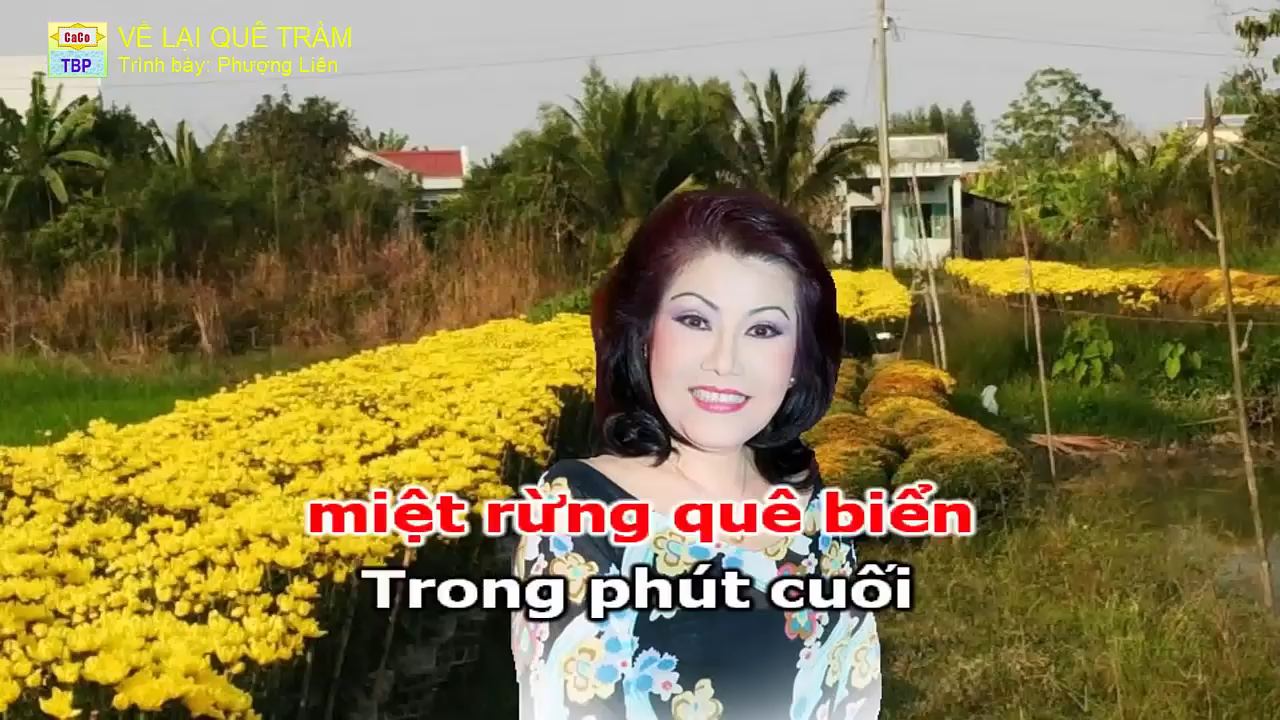 CaCo
TBP
VỀ LẠI QUÊ TRÀM
Trình bày: Phượng Liên
miệt rừng quê biển
Trong phút cuối